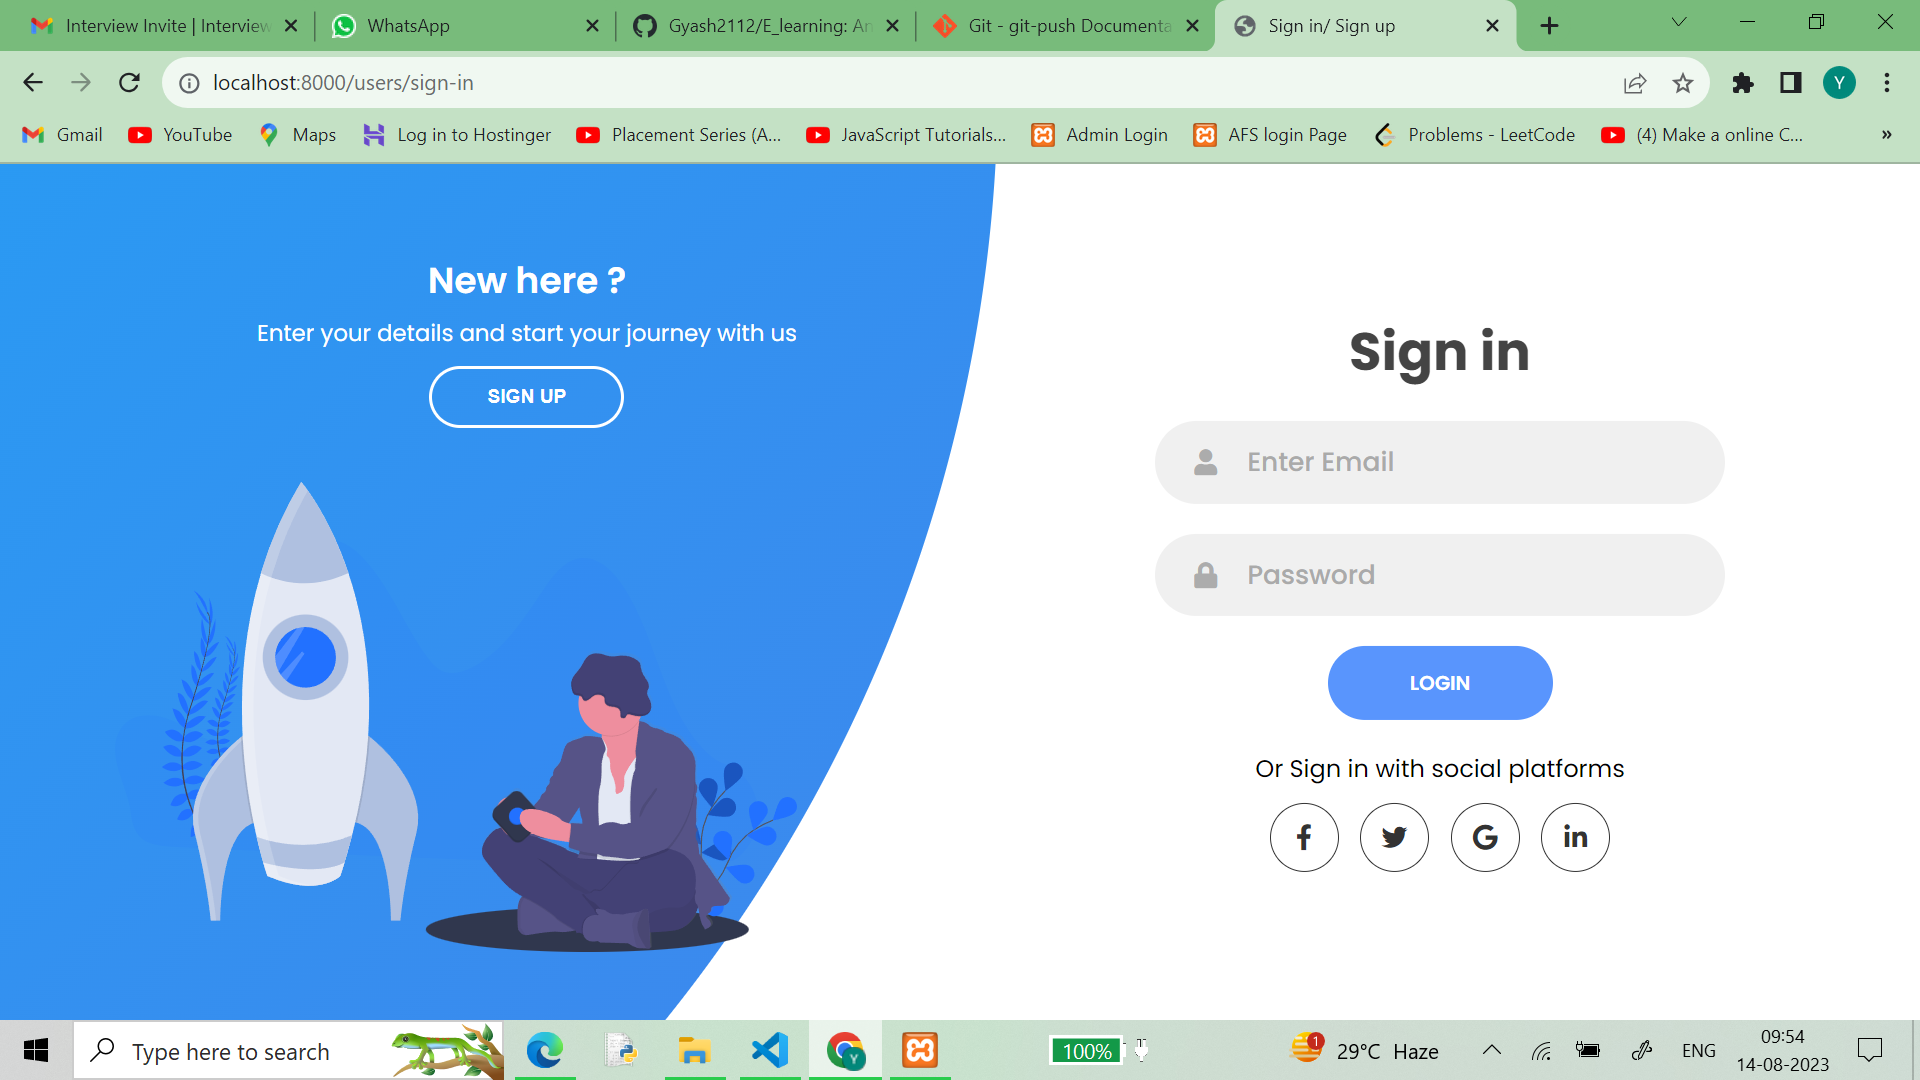 Interview Invite | Interview
WhatsApp
Gyash2112/E_learning: An
Git - git-push Documenta
Sign in/ Sign up
localhost:8000/users/sign-in
Y
Gmail
YouTube
Maps
Log in to Hostinger
Placement Series (A...
JavaScript Tutorials...
Admin Login
AFS login Page
Problems - LeetCode
(4) Make a online C...
»
New here ?
Enter your details and start your journey with us
SIGN UP
Sign in
Enter Email
Password
LOGIN
Or Sign in with social platforms
Type here to search
Y
100%
1
29°C Haze
ENG
09:54
14-08-2023